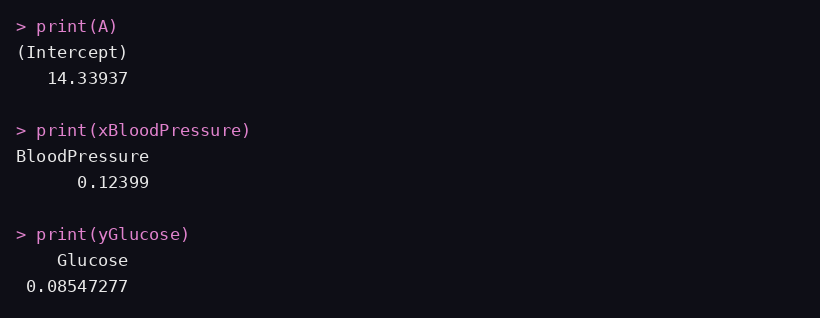 > print(A)
(Intercept)
   14.33937
> print(xBloodPressure)
BloodPressure
      0.12399
> print(yGlucose)
    Glucose
 0.08547277